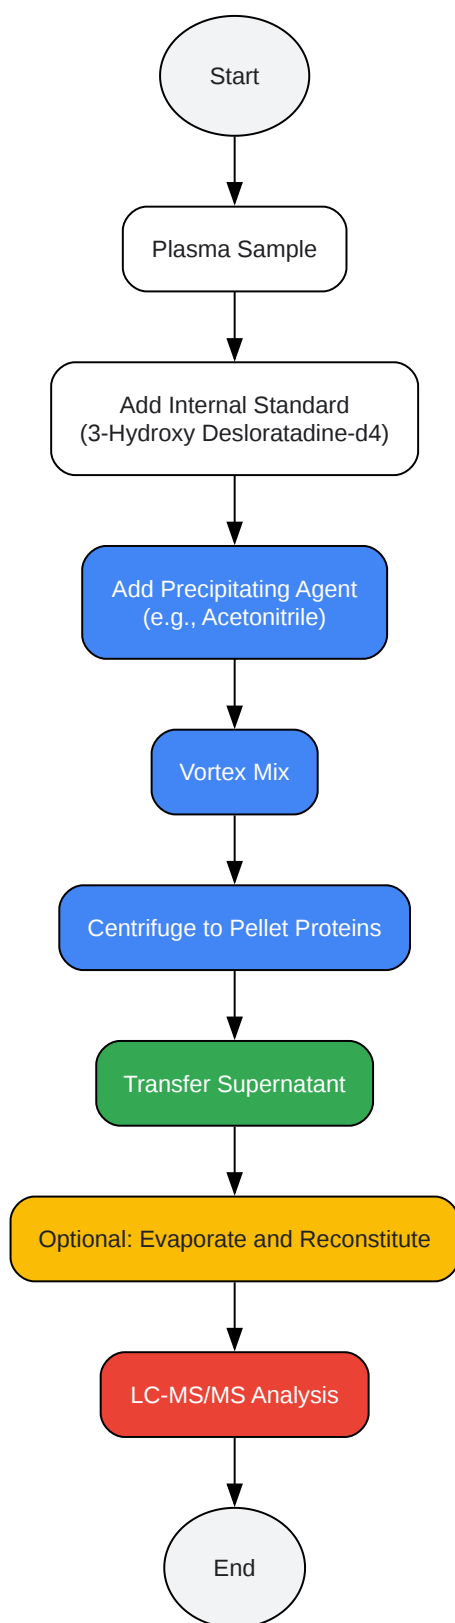 Start
Plasma Sample
Add Internal Standard
(3-Hydroxy Desloratadine-d4)
Add Precipitating Agent
(e.g., Acetonitrile)
Vortex Mix
Centrifuge to Pellet Proteins
Transfer Supernatant
Optional: Evaporate and Reconstitute
LC-MS/MS Analysis
End